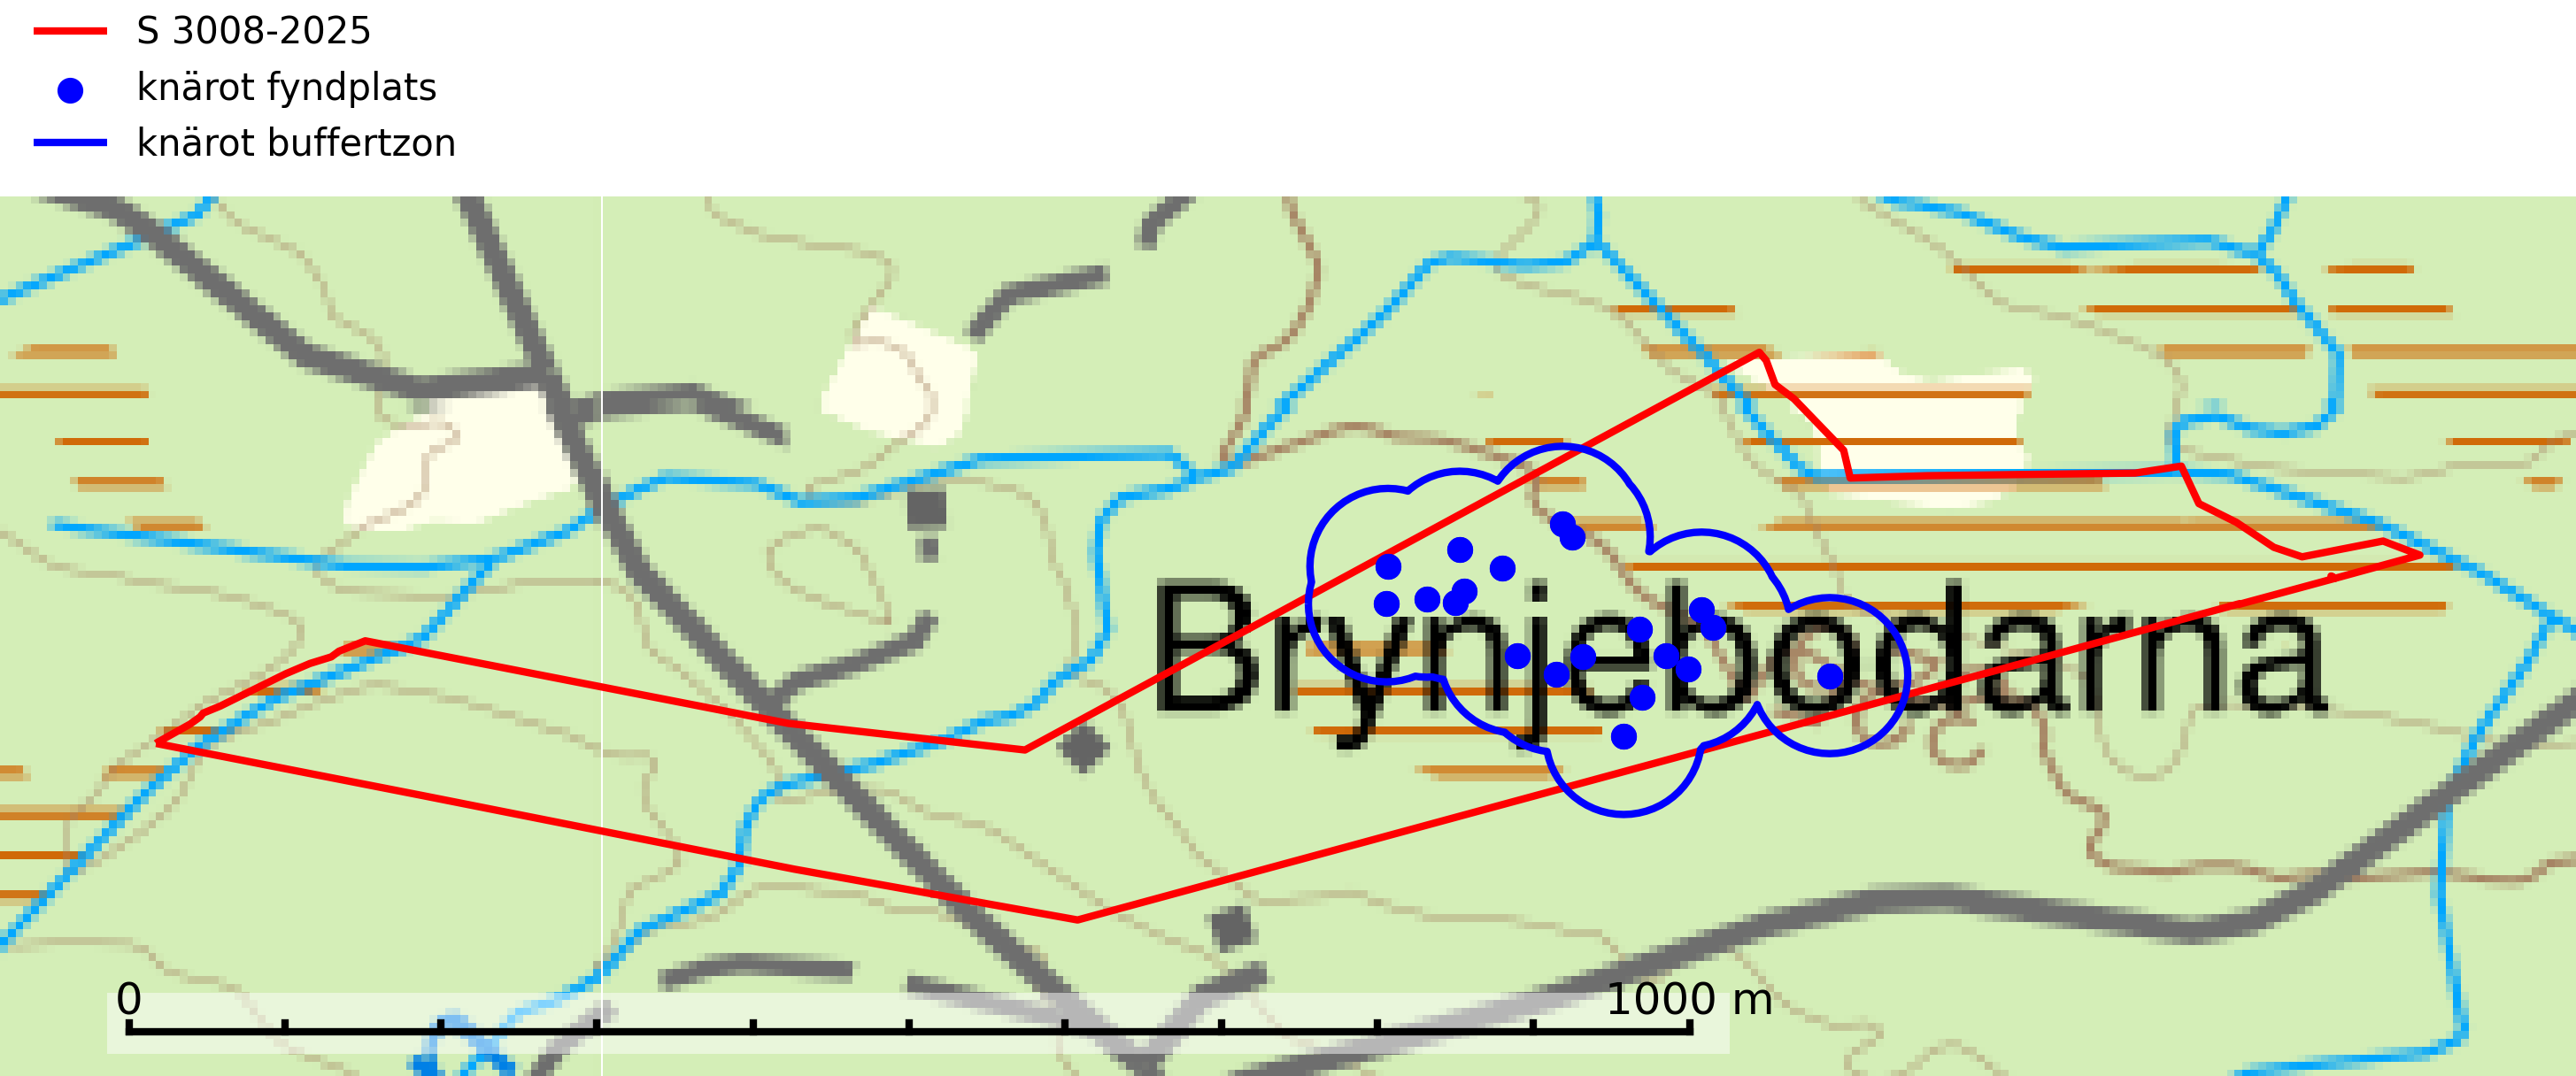 S 3008-2025
knärot fyndplats
knärot buffertzon
Brynjebodarna
0 1000 m